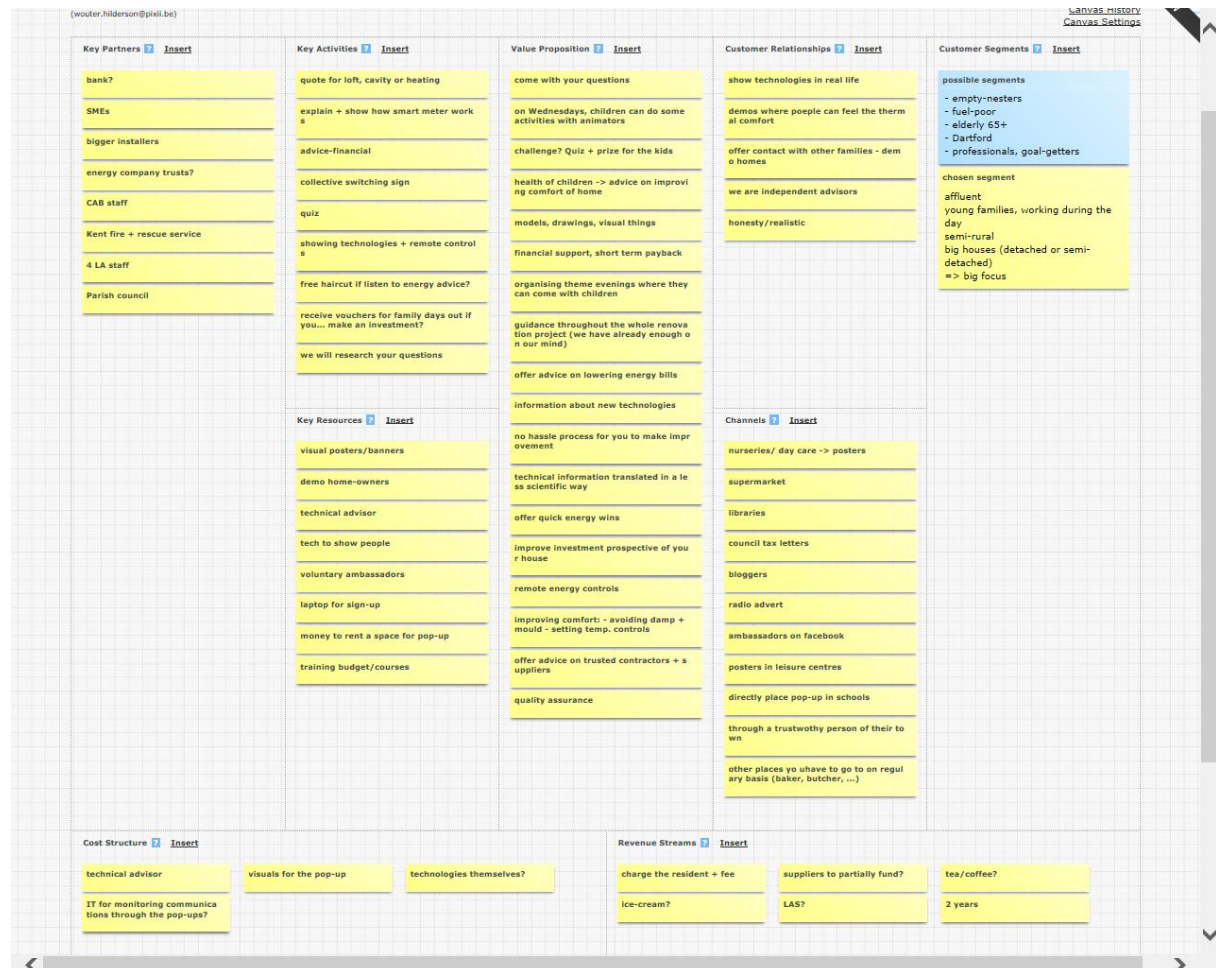 (wouter.hilderson@pixii.be)
Canvas History
Canvas Settings
Key Partners ? Insert
bank?
SMEs
bigger installers
energy company trusts?
CAB staff
Kent fire + rescue service
4 LA staff
Parish council
Key Activities ? Insert
quote for loft, cavity or heating
explain + show how smart meter work
s
advice-financial
collective switching sign
quiz
showing technologies + remote control
s
free haircut if listen to energy advice?
receive vouchers for family days out if
you... make an investment?
we will research your questions
Key Resources ? Insert
visual posters/banners
demo home-owners
technical advisor
tech to show people
voluntary ambassadors
laptop for sign-up
money to rent a space for pop-up
training budget/courses
Value Proposition ? Insert
come with your questions
on Wednesdays, children can do some
activities with animators
challenge? Quiz + prize for the kids
health of children -> advice on improvi
ng comfort of home
models, drawings, visual things
financial support, short term payback
organising theme evenings where they
can come with children
guidance throughout the whole renova
tion project (we have already enough o
n our mind)
offer advice on lowering energy bills
information about new technologies
no hassle process for you to make impr
ovement
technical information translated in a le
ss scientific way
offer quick energy wins
improve investment prospective of you
r house
remote energy controls
improving comfort: - avoiding damp +
mould - setting temp. controls
offer advice on trusted contractors + s
uppliers
quality assurance
Customer Relationships ? Insert
show technologies in real life
demos where poeple can feel the therm
al comfort
offer contact with other families - dem
o homes
we are independent advisors
honesty/realistic
Channels ? Insert
nurseries/ day care -> posters
supermarket
libraries
council tax letters
bloggers
radio advert
ambassadors on facebook
posters in leisure centres
directly place pop-up in schools
through a trustworthy person of their to
wn
other places yo uhave to go to on regul
ary basis (baker, butcher, ...)
Customer Segments ? Insert
possible segments
- empty-nesters
- fuel-poor
- elderly 65+
- Dartford
- professionals, goal-getters
chosen segment
affluent
young families, working during the
day
semi-rural
big houses (detached or semi-
detached)
=> big focus
Cost Structure ? Insert
technical advisor
visuals for the pop-up
technologies themselves?
IT for monitoring communica
tions through the pop-ups?
Revenue Streams ? Insert
charge the resident + fee
suppliers to partially fund?
tea/coffee?
ice-cream?
LAS?
2 years